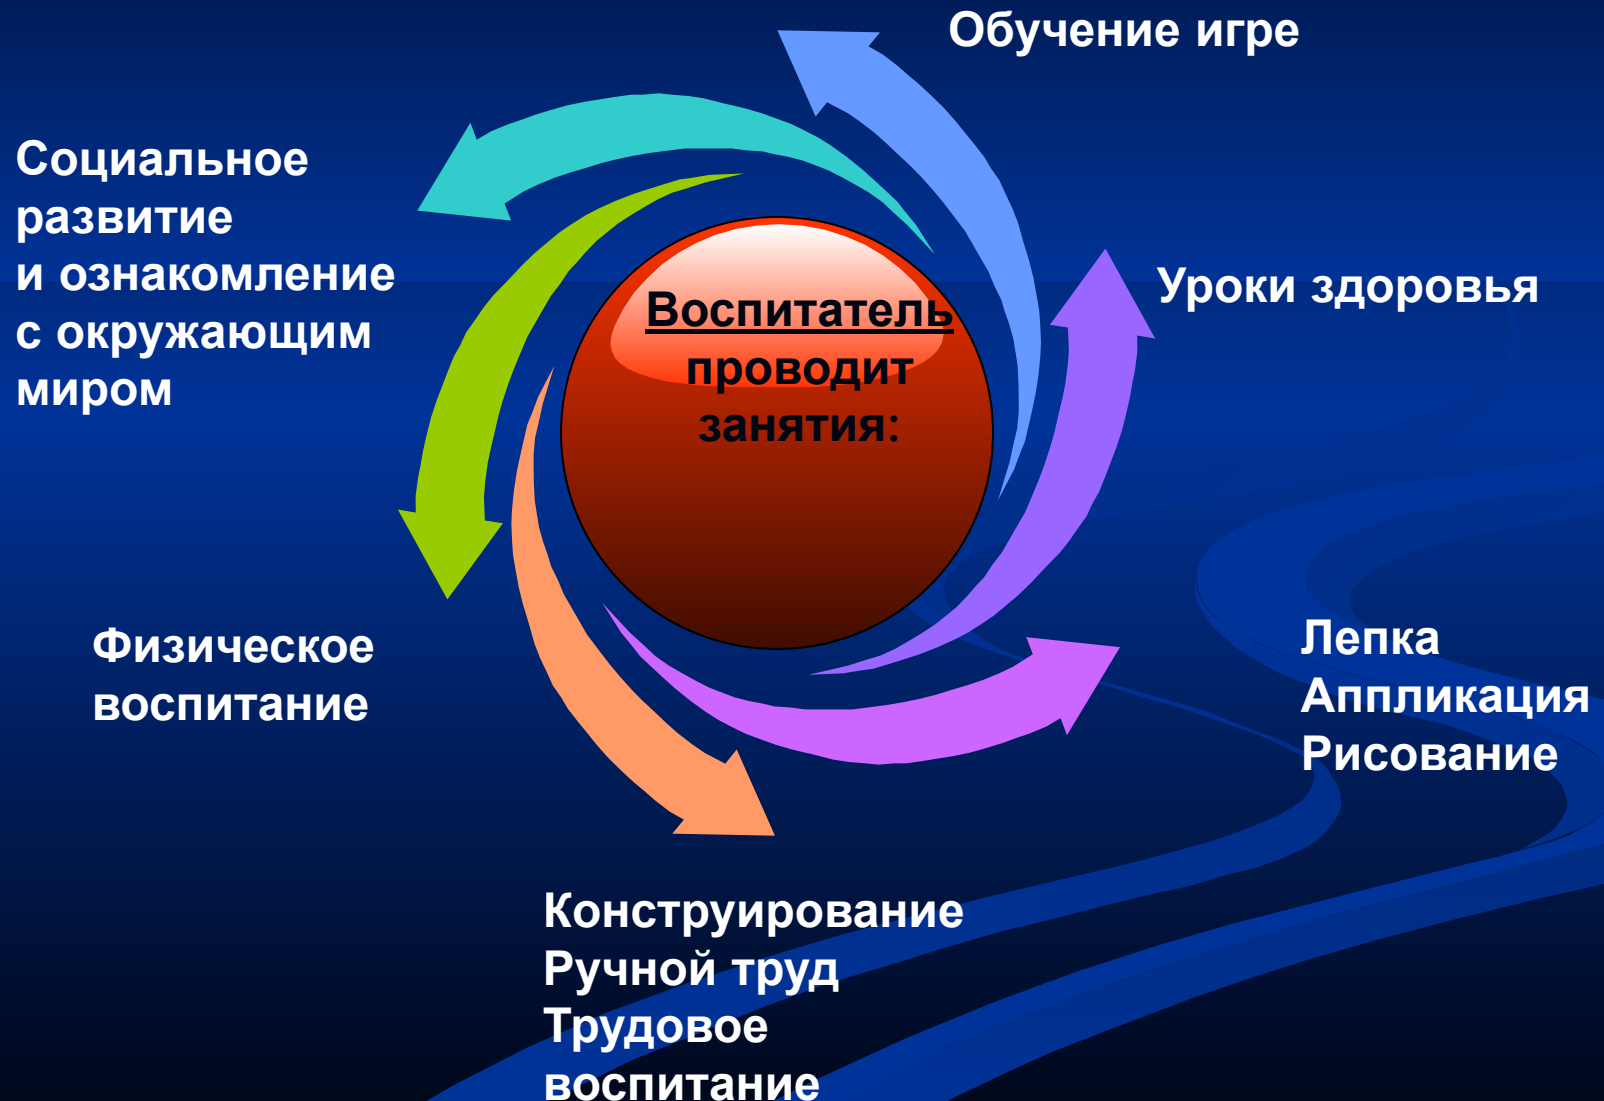 Обучение игре
Социальное
развитие
и ознакомление
с окружающим
миром
Воспитатель
проводит
занятия:
Уроки здоровья
Физическое
воспитание
Лепка
Аппликация
Рисование
Конструирование
Ручной труд
Трудовое
воспитание